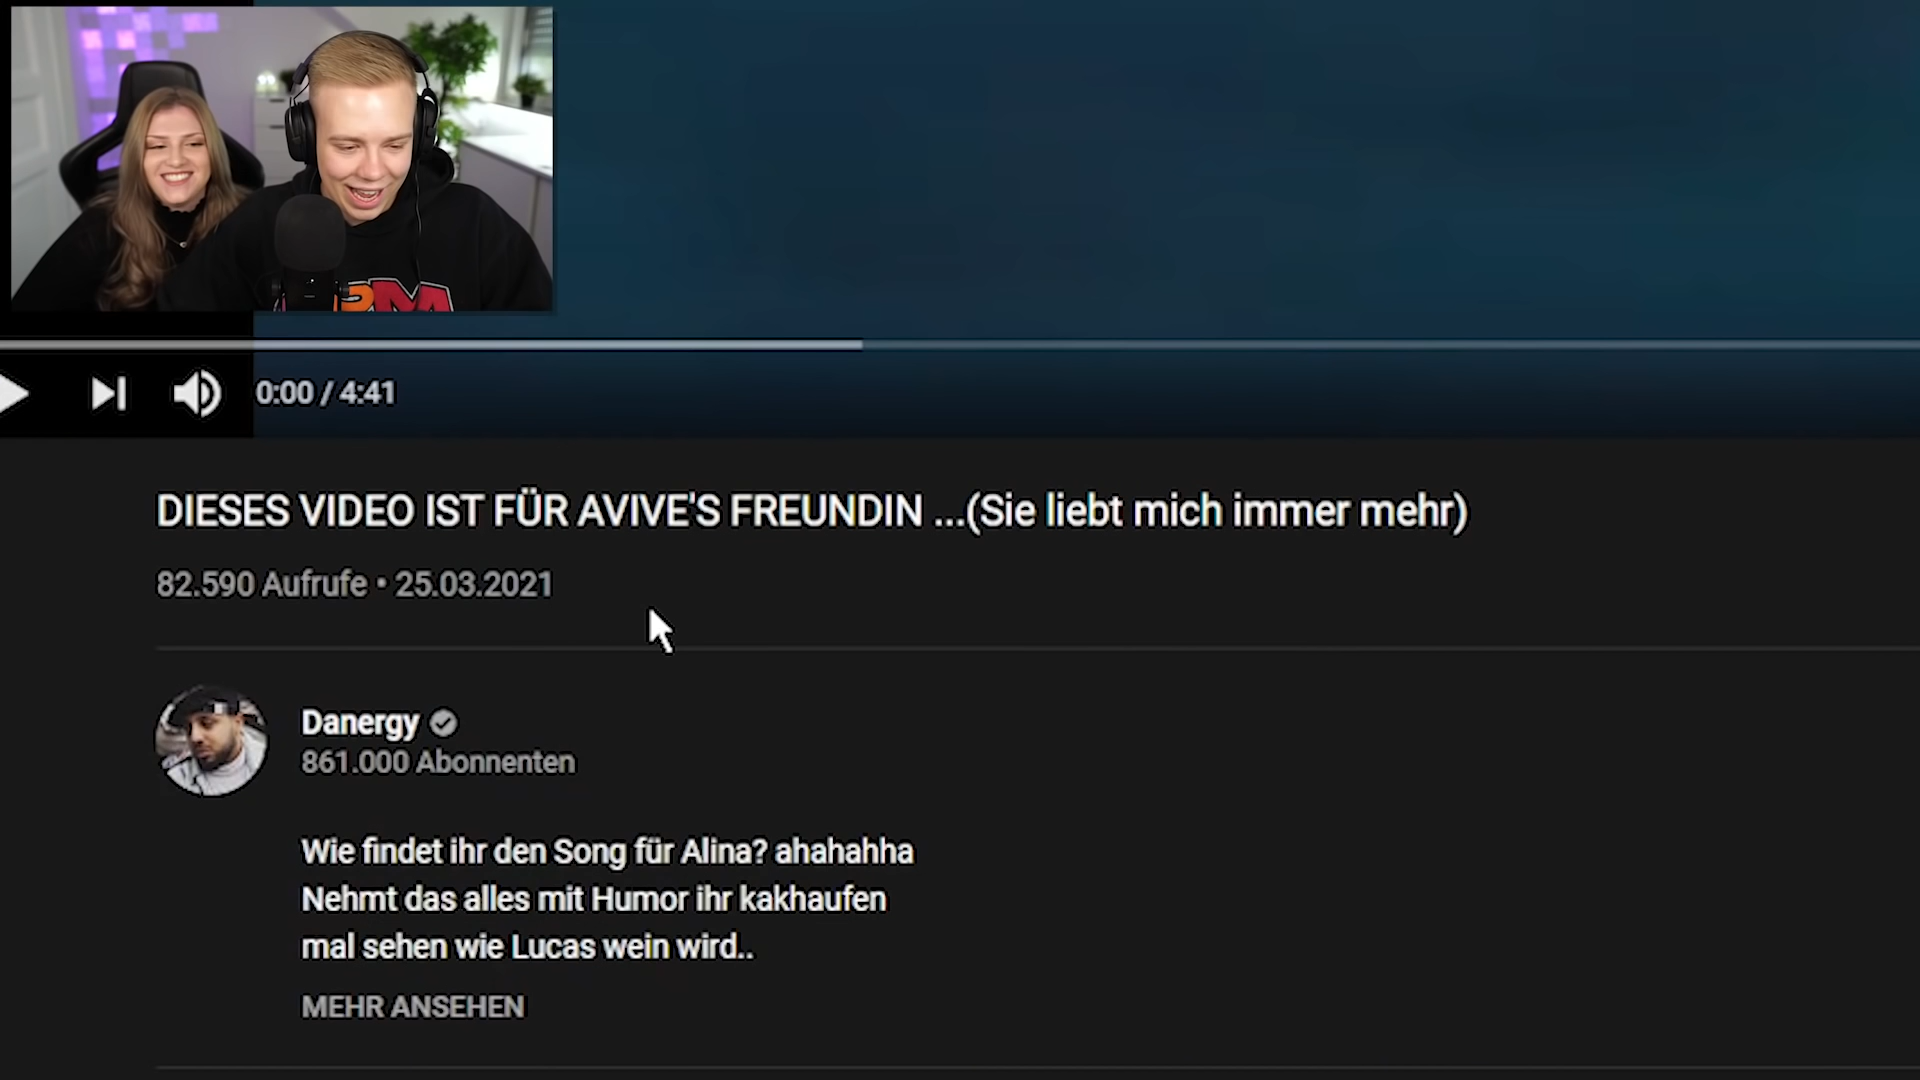 0:00 / 4:41
DIESES VIDEO IST FÜR AVIVE'S FREUNDIN ...(Sie liebt mich immer mehr)
82.590 Aufrufe • 25.03.2021
Danergy
861.000 Abonnenten
Wie findet ihr den Song für Alina? ahahahha
Nehmt das alles mit Humor ihr kakhaufen
mal sehen wie Lucas wein wird..
MEHR ANSEHEN